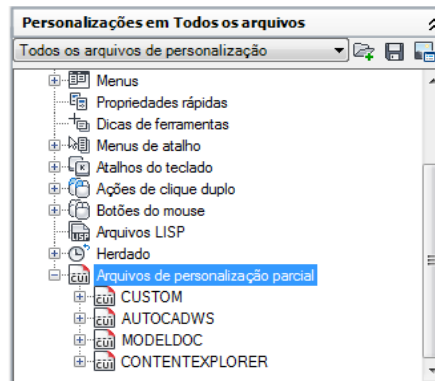 Personalizações em Todos os arquivos
Todos os arquivos de personalização
Menus
Propriedades rápidas
Dicas de ferramentas
Menus de atalho
Atalhos do teclado
Ações de clique duplo
Botões do mouse
Arquivos LISP
Herdado
Arquivos de personalização parcial
CUSTOM
AUTOCADWS
MODELDOC
CONTENTEXPLORER